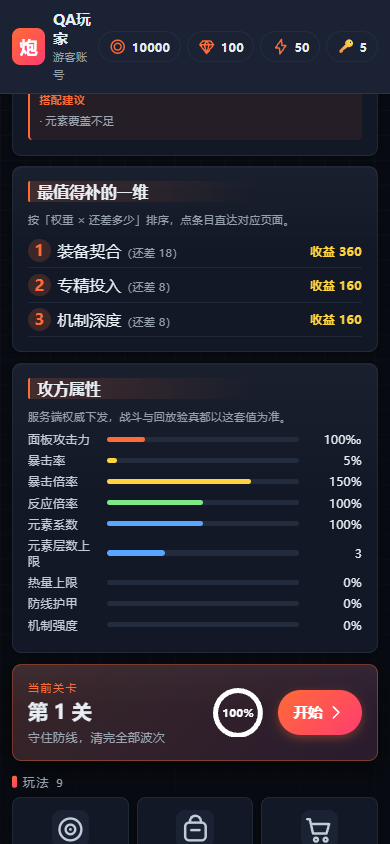 炮
QA玩家
游客账号
10000
100
50
5
搭配建议
· 元素覆盖不足
最值得补的一维
按「权重 × 还差多少」排序，点条目直达对应页面。
1 装备契合 (还差 18) 收益 360
2 专精投入 (还差 8) 收益 160
3 机制深度 (还差 8) 收益 160
攻方属性
服务端权威下发，战斗与回放验真都以这套值为准。
面板攻击力 100‰
暴击率 5%
暴击倍率 150%
反应倍率 100%
元素系数 100%
元素层数上限 3
热量上限 0%
防线护甲 0%
机制强度 0%
当前关卡
第 1 关
守住防线，清完全部波次
100%
开始
玩法 9